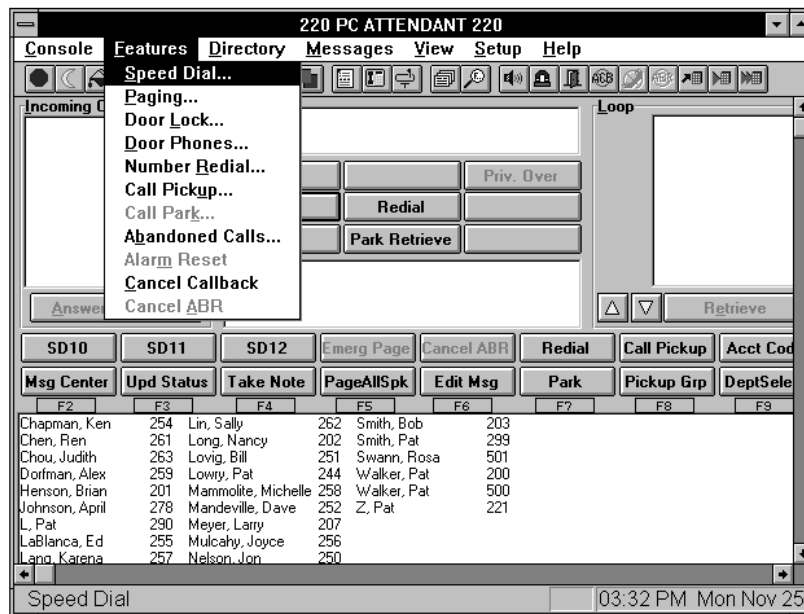 220 PC ATTENDANT 220
Console Features Directory Messages View Setup Help
Speed Dial...
Paging...
Door Lock...
Door Phones...
Number Redial...
Call Pickup...
Call Park...
Abandoned Calls...
Alarm Reset
Cancel Callback
Cancel ABR
Incoming C
Loop
Priv. Over
Redial
Park Retrieve
Answe
Retrieve
SD10 SD11 SD12 Emerg Page Cancel ABR Redial Call Pickup Acct Cod
Msg Center Upd Status Take Note PageAllSpk Edit Msg Park Pickup Grp DeptSele
F2 F3 F4 F5 F6 F7 F8 F9
Chapman, Ken 254 Lin, Sally 262 Smith, Bob 203
Chen, Ren 261 Long, Nancy 202 Smith, Pat 299
Chou, Judith 263 Lovig, Bill 251 Swann, Rosa 501
Dorfman, Alex 259 Lowry, Pat 244 Walker, Pat 200
Henson, Brian 201 Mammolite, Michelle 258 Walker, Pat 500
Johnson, April 278 Mandeville, Dave 252 Z, Pat 221
L, Pat 290 Meyer, Larry 207
LaBlanca, Ed 255 Mulcahy, Joyce 256
Lang, Karena 257 Nelson, Jon 250
Speed Dial 03:32 PM Mon Nov 25